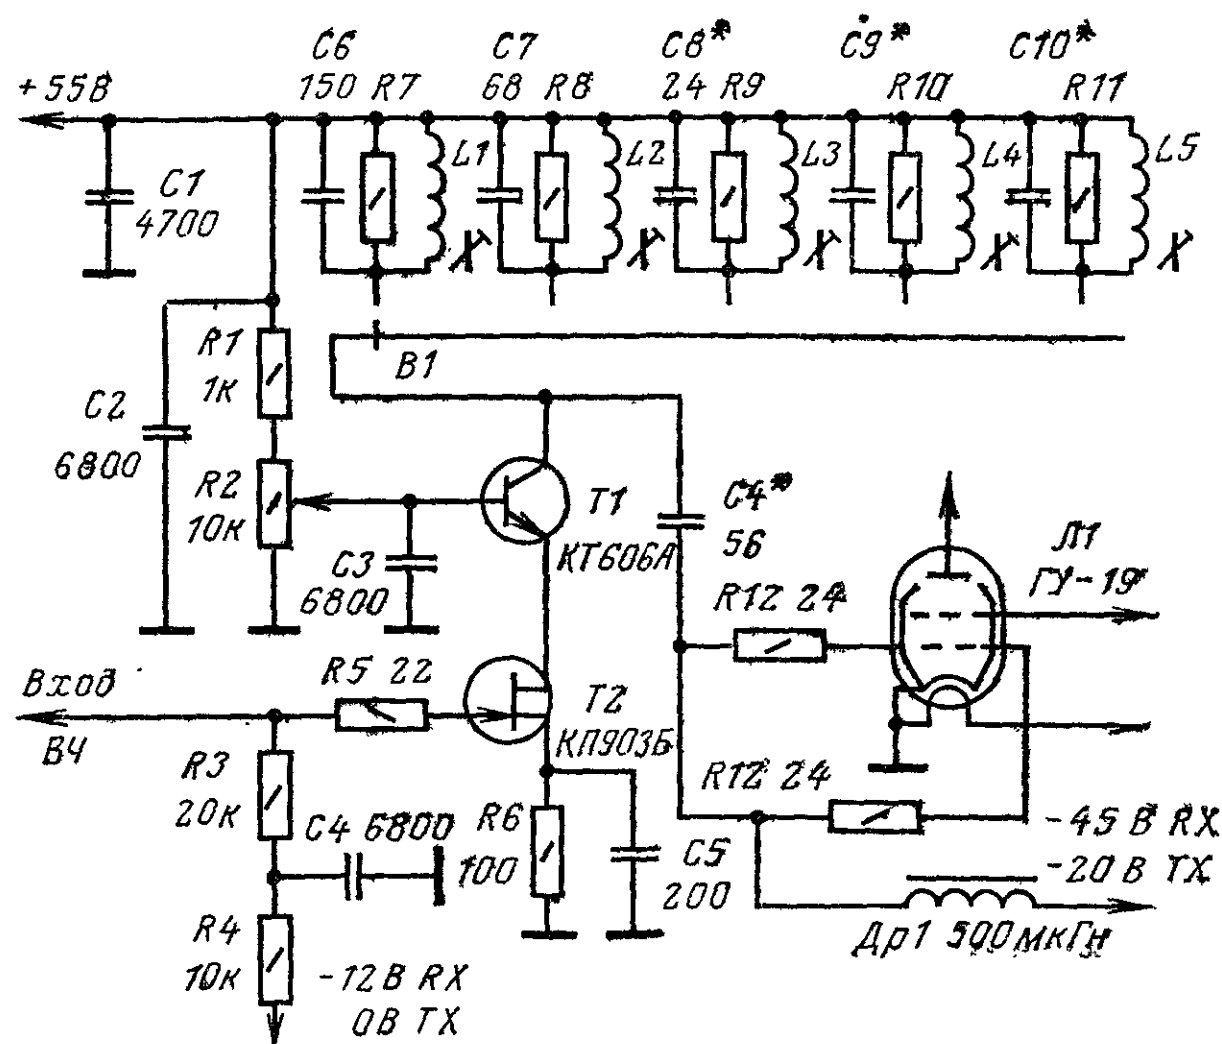 С6 С7 С8* С9* С10*
+55В 150 R7 68 R8 24 R9 R10 R11
L1 L2 L3 L4 L5
С1
4700
R1
1к
В1
С2
6800
R2
10к
Т1
КТ606А
С4*
56
Л1
ГУ-19
С3
6800
R12 24
Вход
ВЧ
R5 22
Т2
КП903Б
R3
20к
R12 24
С4 6800
R6
100
С5
200
-45 В RX
-20 В TX
R4
10к
Др1 500мкГн
-12В RX
0В TX